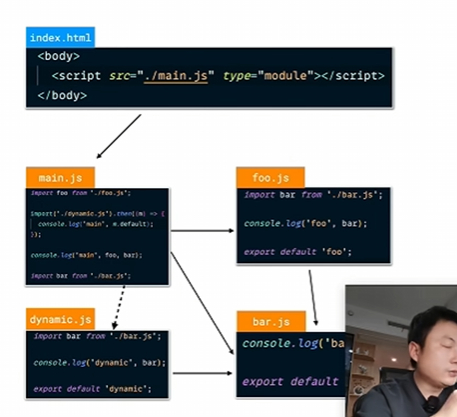 index.html
<body>
<script src="./main.js" type="module"></script>
</body>
main.js
import foo from './foo.js';
import('./dynamic.js').then((m) => {
console.log("main", m.default);
});
console.log("main", foo, bar);
import bar from './bar.js';
foo.js
import bar from './bar.js';
console.log("foo", bar);
export default 'foo';
dynamic.js
import bar from './bar.js';
console.log("dynamic", bar);
export default 'dynamic';
bar.js
console.log('ba
export default